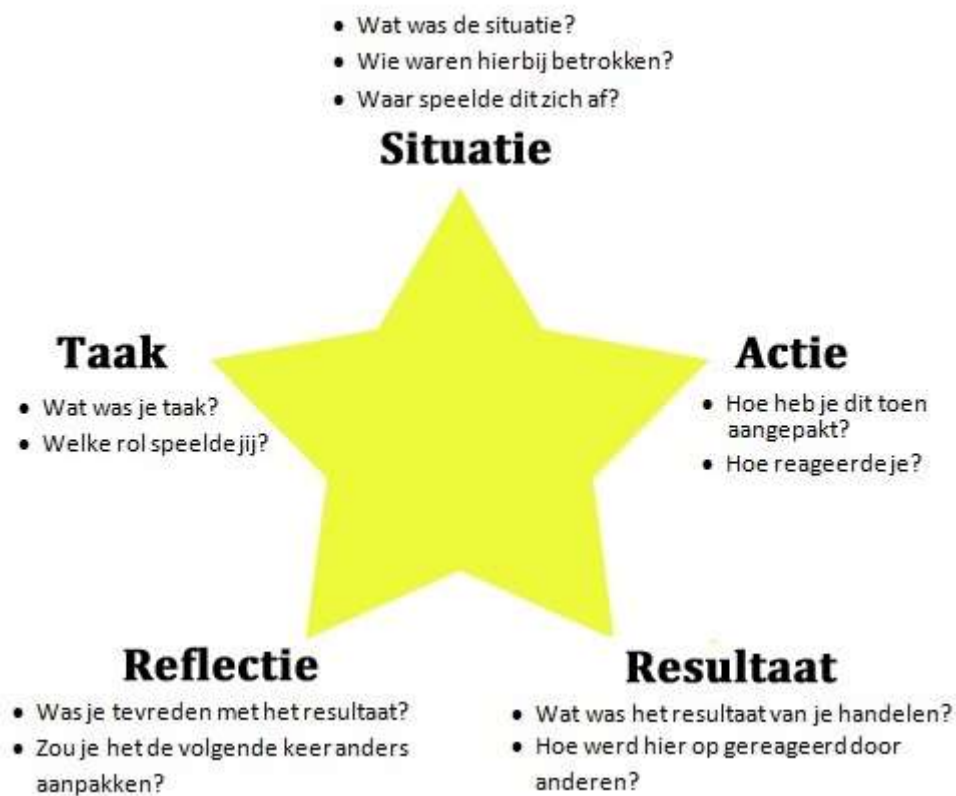 • Wat was de situatie?
• Wie waren hierbij betrokken?
• Waar speelde dit zich af?
Situatie
Taak
• Wat was je taak?
• Welke rol speelde jij?
Actie
• Hoe heb je dit toen
aangepakt?
• Hoe reageerde je?
Reflectie
• Was je tevreden met het resultaat?
• Zou je het de volgende keer anders
aanpakken?
Resultaat
• Wat was het resultaat van je handelen?
• Hoe werd hier op gereageerd door
anderen?